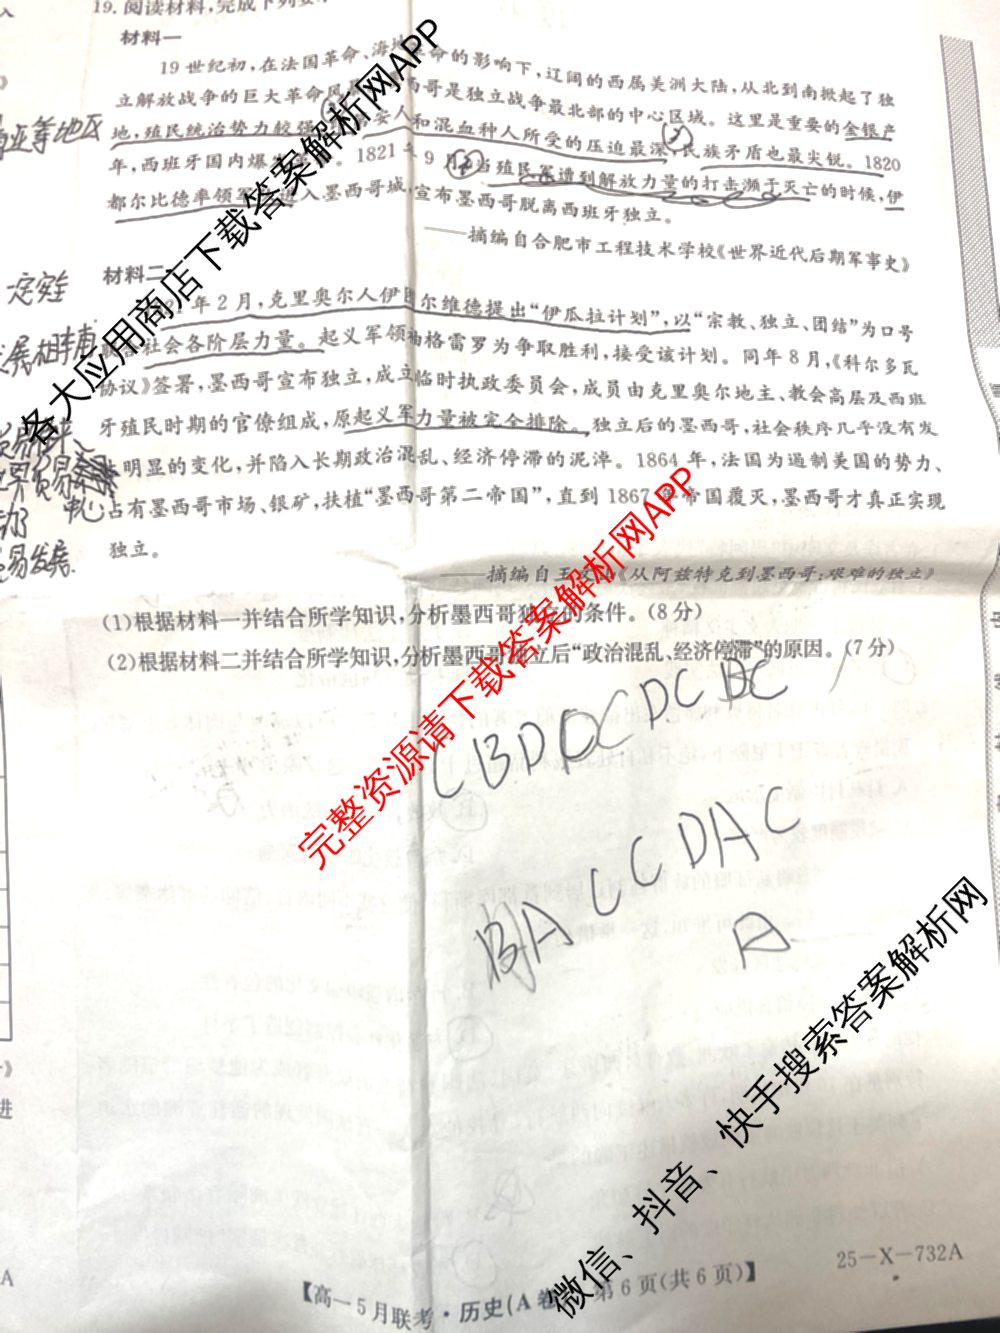 19. 阅读材料,完成下列要
材料一
19世纪初,在法国革命、海地革命的影响下,辽阔的西属美洲大陆,从北到南掀起了独
立解放战争的巨大革命风 西哥是独立战争最北部的中心区域。这里是重要的金银产
地,殖民统治势力较强 安人和混血种人所受的压迫最深,民族矛盾也最尖锐。1820
年,西班牙国内爆 。1821年9月,当殖民军遭到解放力量的打击濒于灭亡的时候,伊
都尔比德率领 进入墨西哥城,宣布墨西哥脱离西班牙独立。
——摘编自合肥市工程技术学校《世界近代后期军事史》
材料二
21年2月,克里奥尔人伊 尔维德提出“伊瓜拉计划”,以“宗教、独立、团结”为口号
社会各阶层力量。起义军领袖格雷罗为争取胜利,接受该计划。同年8月,《科尔多瓦
协议》签署,墨西哥宣布独立,成立临时执政委员会,成员由克里奥尔地主、教会高层及西班
牙殖民时期的官僚组成,原起义军力量被完全排除。独立后的墨西哥,社会秩序几乎没有发
生明显的变化,并陷入长期政治混乱、经济停滞的泥淖。1864年,法国为遏制美国的势力、
占有墨西哥市场、银矿,扶植“墨西哥第二帝国”,直到1867年帝国覆灭,墨西哥才真正实现
独立。
——摘编自王 《从阿兹特克到墨西哥:艰难的独立》
(1)根据材料一并结合所学知识,分析墨西哥独立的条件。(8分)
(2)根据材料二并结合所学知识,分析墨西哥独立后“政治混乱、经济停滞”的原因。(7分)
CBDCCDCBC
BACCDAC
A
亚等地区
一定安全
发展相丰南
中心
易发展.
各大应用商店下载答案解析网APP
完整资源请下载答案解析网APP
微信、抖音、快手搜索答案解析网
进
A
【高一5月联考·历史(A卷) 第6页(共6页)】
25-X-732A